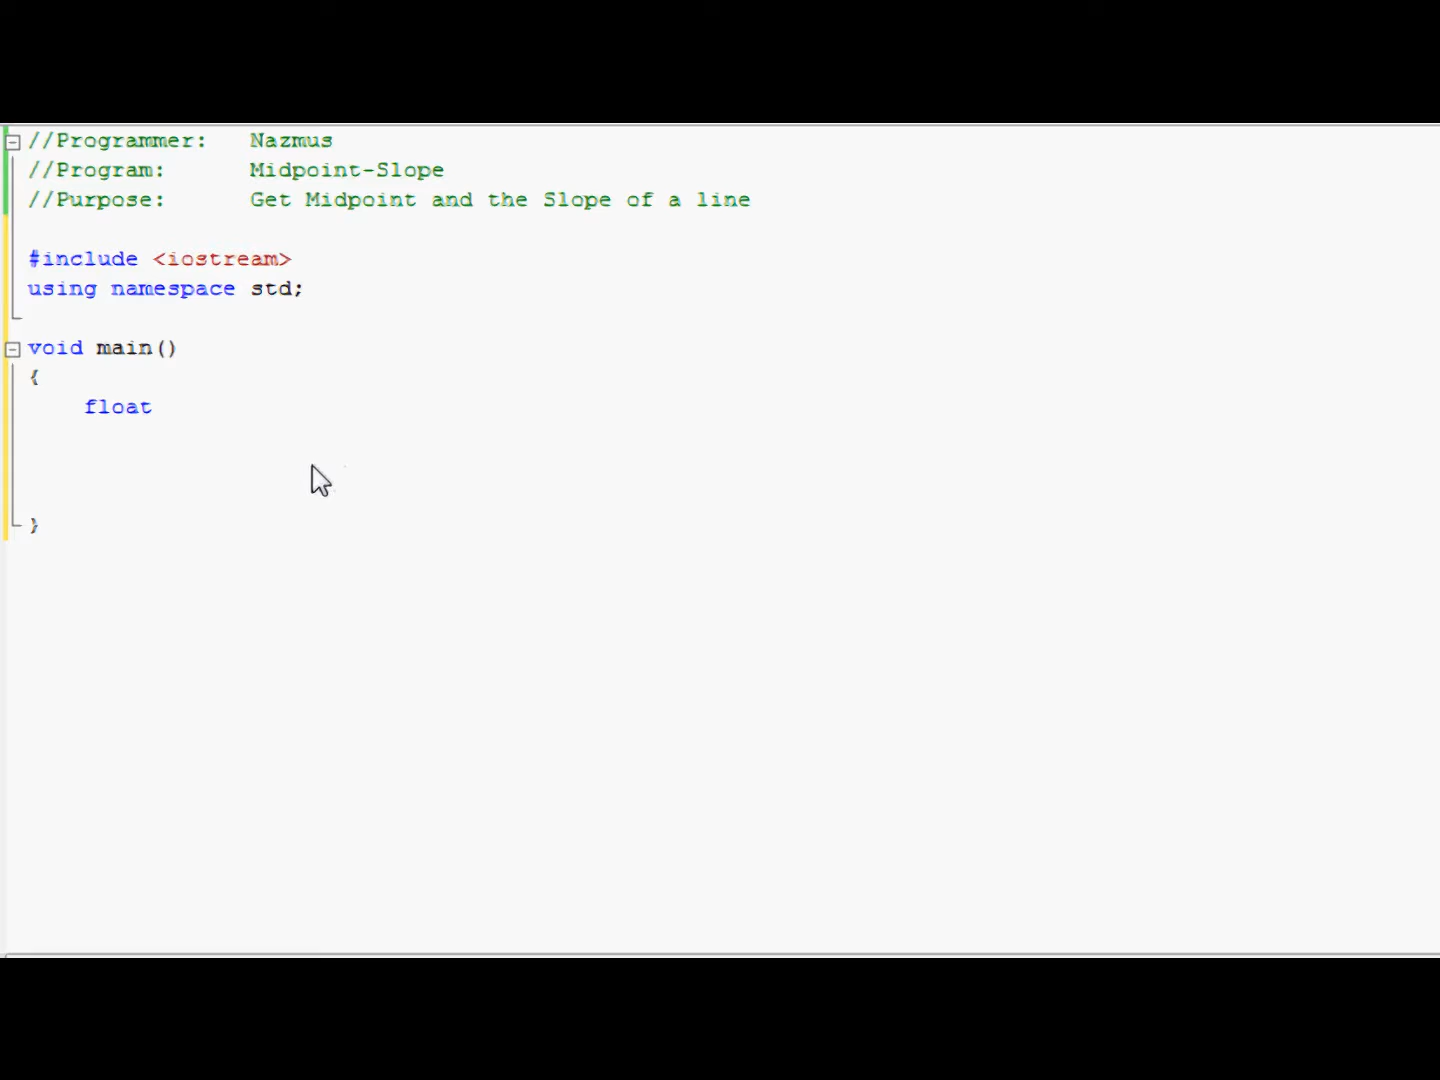 //Programmer: Nazmus
//Program: Midpoint-Slope
//Purpose: Get Midpoint and the Slope of a line
#include <iostream>
using namespace std;
void main()
{
float
}